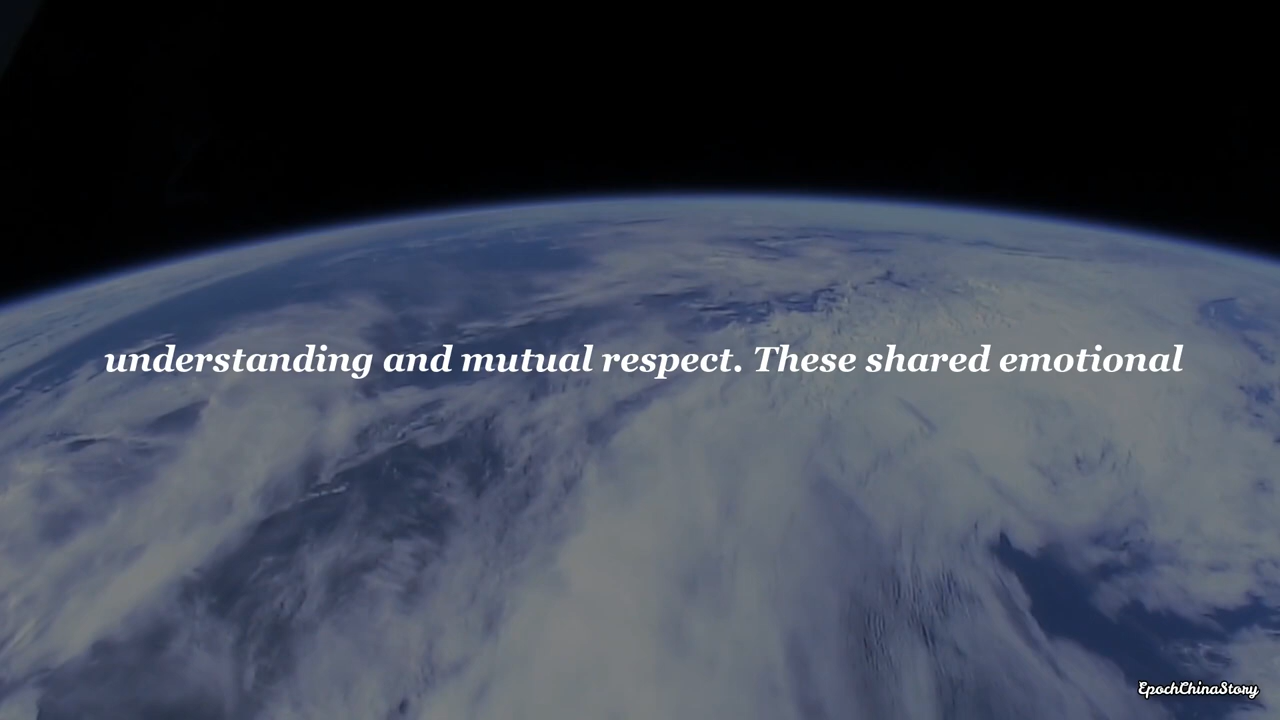 understanding and mutual respect. These shared emotional
EpochChinaStory